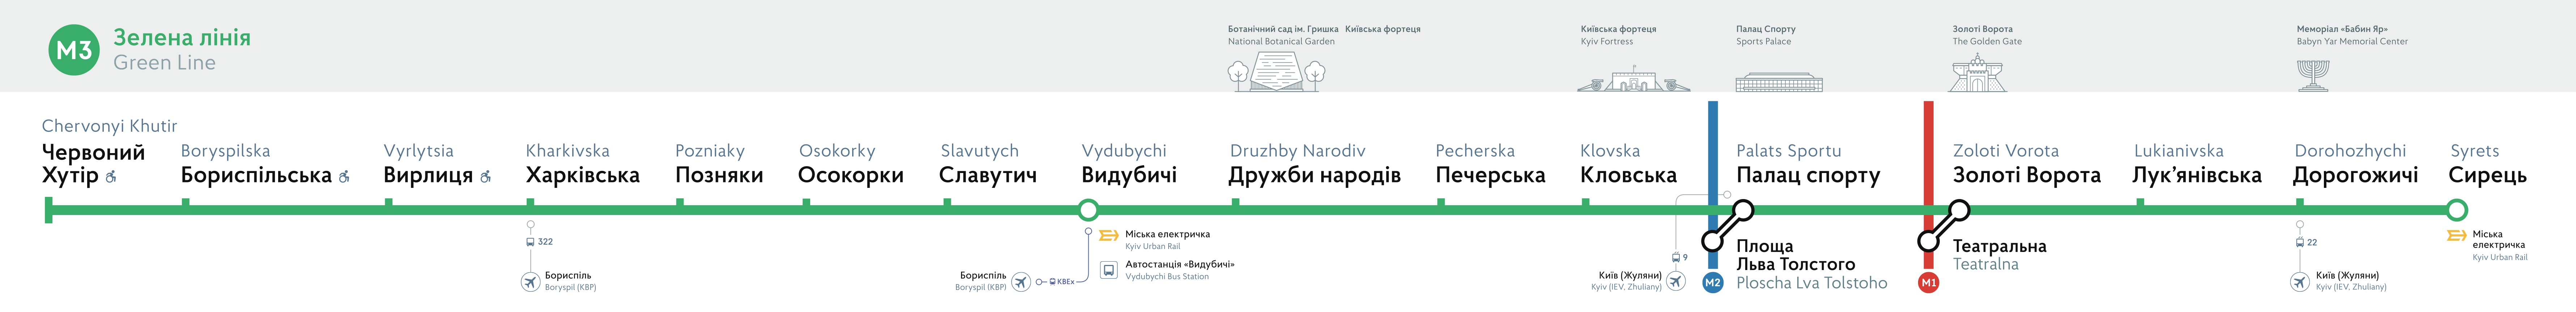 M3
Зелена лінія
Green Line
Ботанічний сад ім. Гришка Київська фортеця
National Botanical Garden
Київська фортеця
Kyiv Fortress
Палац Спорту
Sports Palace
Золоті Ворота
The Golden Gate
Меморіал «Бабин Яр»
Babyn Yar Memorial Center
Chervonyi Khutir
Червоний
Хутір
Boryspilska
Бориспільська
Vyrlytsia
Вирлиця
Kharkivska
Харківська
Pozniaky
Позняки
Osokorky
Осокорки
Slavutych
Славутич
Vydubychi
Видубичі
Druzhby Narodiv
Дружби народів
Pecherska
Печерська
Klovska
Кловська
Palats Sportu
Палац спорту
Zoloti Vorota
Золоті Ворота
Lukianivska
Лук’янівська
Dorohozhychi
Дорогожичі
Syrets
Сирець
322
Бориспіль
Boryspil (KBP)
Міська електричка
Kyiv Urban Rail
Автостанція «Видубичі»
Vydubychi Bus Station
Бориспіль
Boryspil (KBP)
KBEx
9
Київ (Жуляни)
Kyiv (IEV, Zhuliany)
M2
Площа
Льва Толстого
Ploscha Lva Tolstoho
M1
Театральна
Teatralna
22
Київ (Жуляни)
Kyiv (IEV, Zhuliany)
Міська
електричка
Kyiv Urban Rail